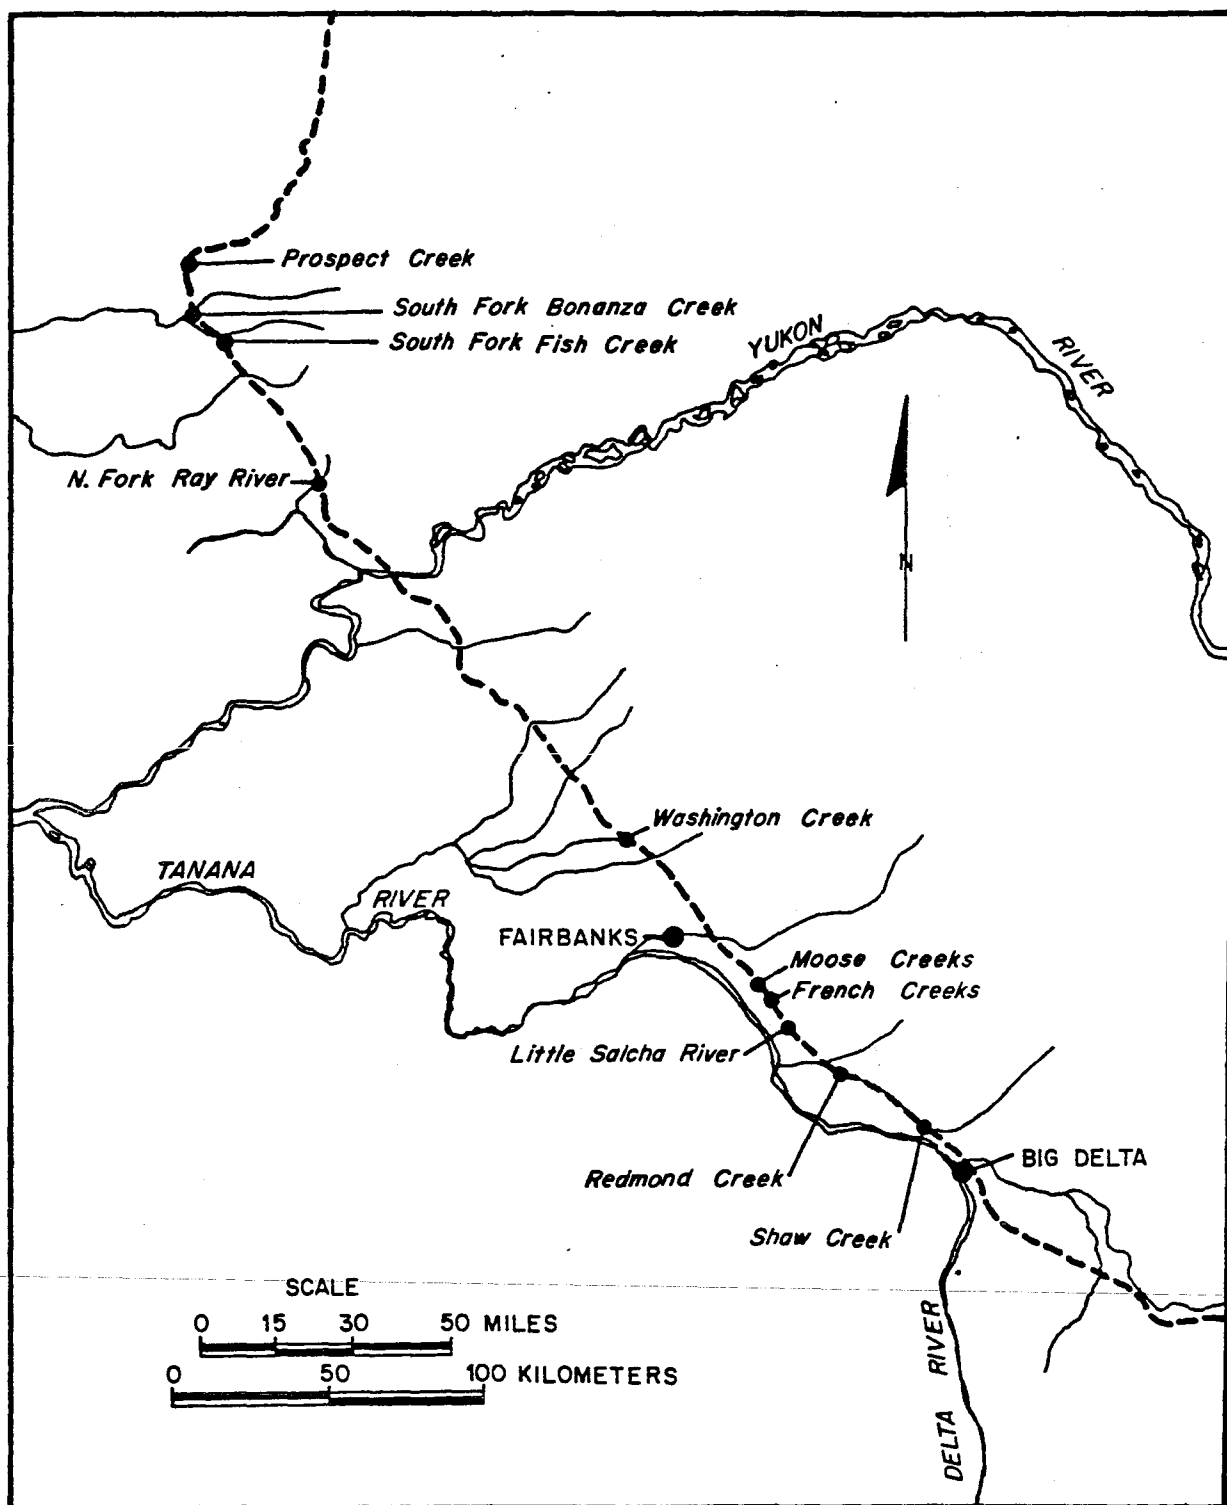 Prospect Creek
South Fork Bonanza Creek
South Fork Fish Creek
YUKON
RIVER
N. Fork Ray River
N
Washington Creek
TANANA
RIVER
FAIRBANKS
Moose Creeks
French Creeks
Little Salcha River
BIG DELTA
Redmond Creek
Shaw Creek
SCALE
0 15 30 50 MILES
0 50 100 KILOMETERS
DELTA RIVER